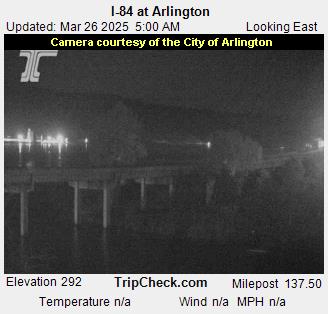 I-84 at Arlington
Updated: Mar 26 2025 5:00 AM Looking East
Camera courtesy of the City of Arlington
Elevation 292 TripCheck.com Milepost 137.50
Temperature n/a Wind n/a MPH n/a